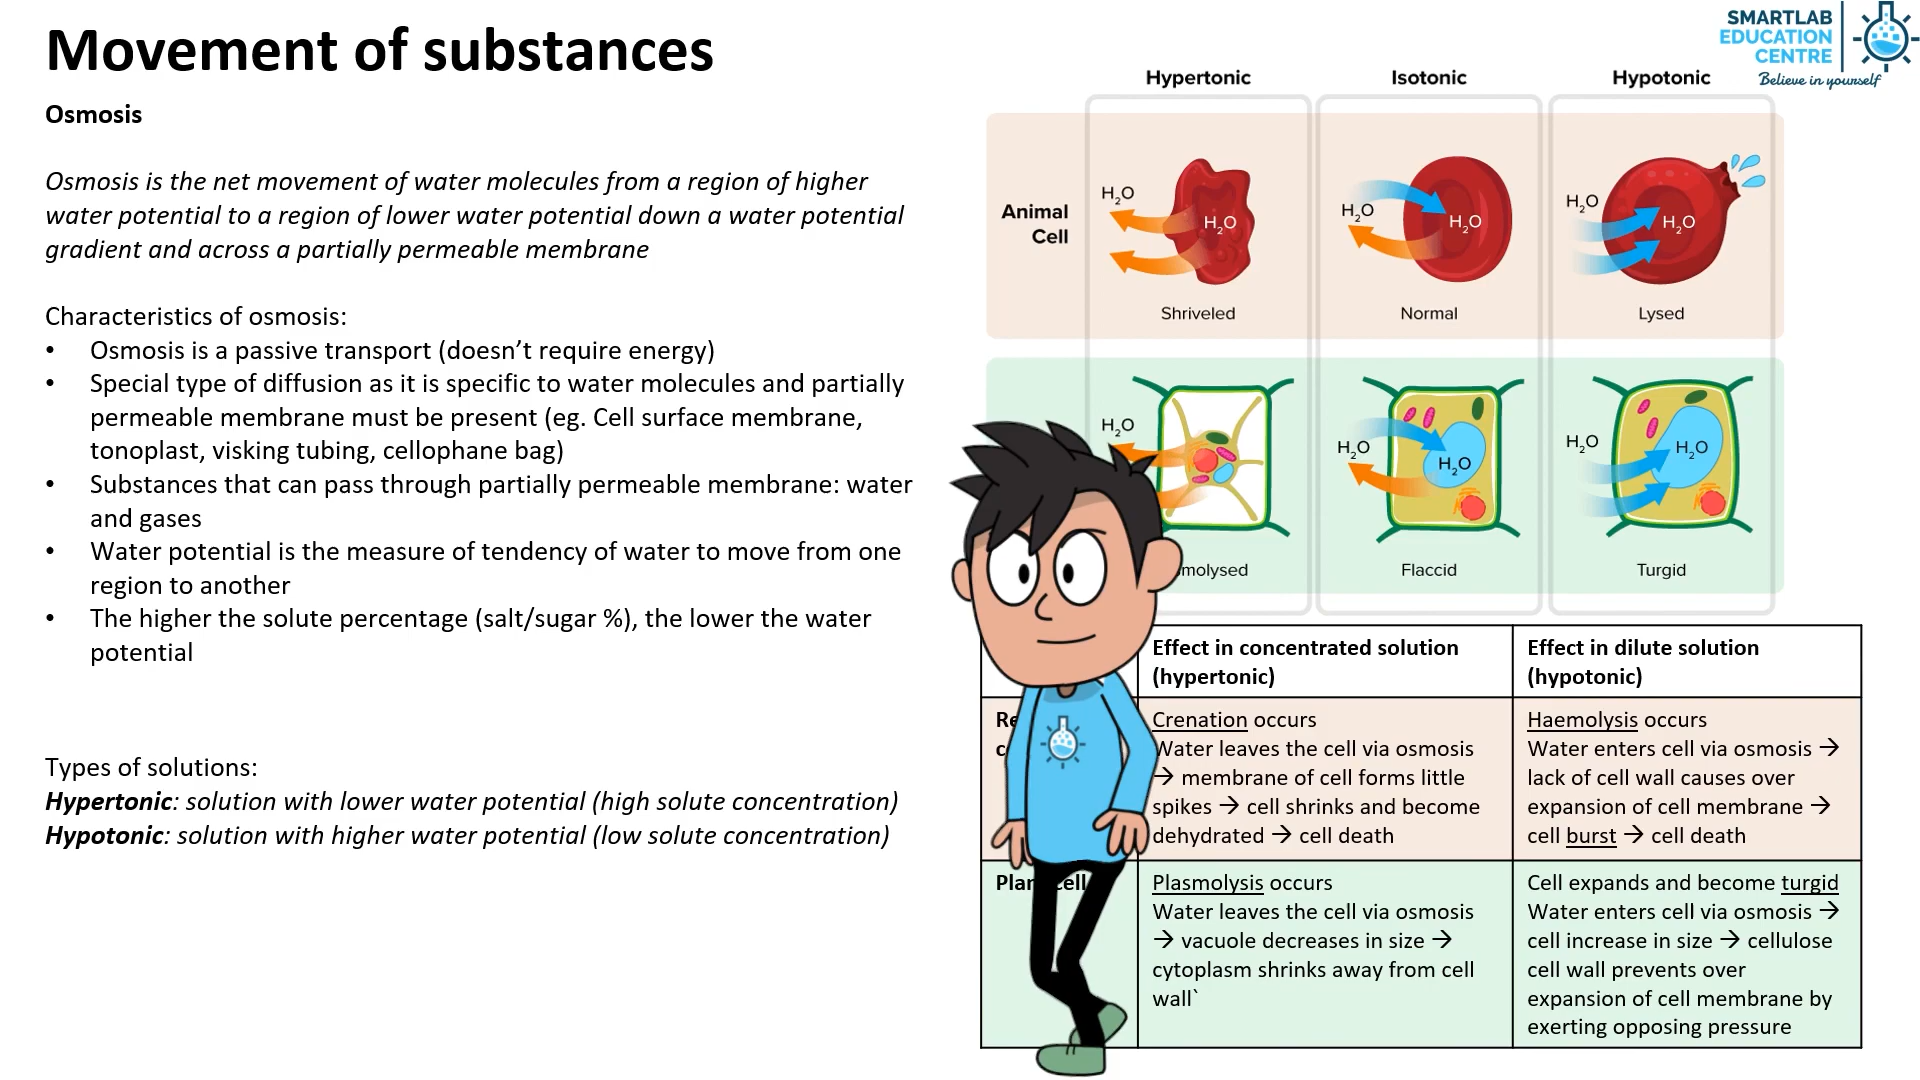 Movement of substances
Osmosis
Osmosis is the net movement of water molecules from a region of higher
water potential to a region of lower water potential down a water potential
gradient and across a partially permeable membrane
Characteristics of osmosis:
• Osmosis is a passive transport (doesn’t require energy)
• Special type of diffusion as it is specific to water molecules and partially
permeable membrane must be present (eg. Cell surface membrane,
tonoplast, visking tubing, cellophane bag)
• Substances that can pass through partially permeable membrane: water
and gases
• Water potential is the measure of tendency of water to move from one
region to another
• The higher the solute percentage (salt/sugar %), the lower the water
potential
Types of solutions:
Hypertonic: solution with lower water potential (high solute concentration)
Hypotonic: solution with higher water potential (low solute concentration)
SMARTLAB
EDUCATION
CENTRE
Believe in yourself
Hypertonic Isotonic Hypotonic
Animal
Cell
H₂O H₂O H₂O H₂O H₂O H₂O
Shriveled Normal Lysed
H₂O H₂O H₂O H₂O H₂O
molysed Flaccid Turgid
Effect in concentrated solution
(hypertonic)
Effect in dilute solution
(hypotonic)
Re
c
Crenation occurs
Water leaves the cell via osmosis
→ membrane of cell forms little
spikes → cell shrinks and become
dehydrated → cell death
Haemolysis occurs
Water enters cell via osmosis →
lack of cell wall causes over
expansion of cell membrane →
cell burst → cell death
Plan cell
Plasmolysis occurs
Water leaves the cell via osmosis
→ vacuole decreases in size →
cytoplasm shrinks away from cell
wall`
Cell expands and become turgid
Water enters cell via osmosis →
cell increase in size → cellulose
cell wall prevents over
expansion of cell membrane by
exerting opposing pressure